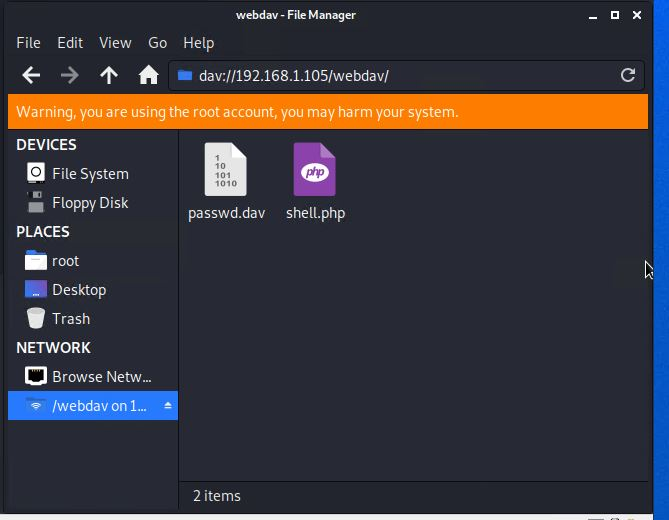 webdav - File Manager
File Edit View Go Help
dav://192.168.1.105/webdav/
Warning, you are using the root account, you may harm your system.
DEVICES
File System
Floppy Disk
PLACES
root
Desktop
Trash
NETWORK
Browse Netw...
/webdav on 1...
1
10
101
1010
passwd.dav
php
shell.php
2 items